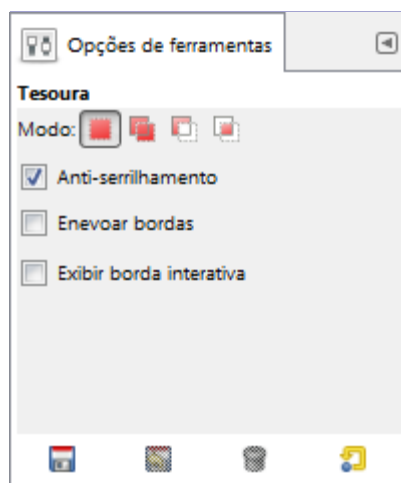 Opções de ferramentas
Tesoura
Modo:
Anti-serrilhamento
Enevoar bordas
Exibir borda interativa